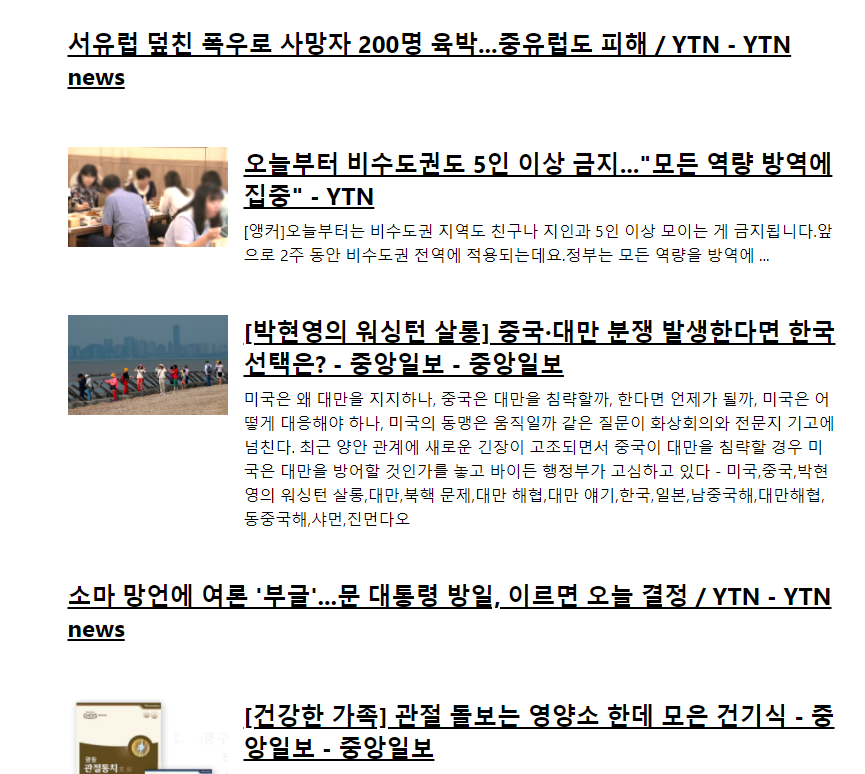 서유럽 덮친 폭우로 사망자 200명 육박...중유럽도 피해 / YTN - YTN
news
오늘부터 비수도권도 5인 이상 금지..."모든 역량 방역에
집중" - YTN
[앵커]오늘부터는 비수도권 지역도 친구나 지인과 5인 이상 모이는 게 금지됩니다.앞
으로 2주 동안 비수도권 전역에 적용되는데요.정부는 모든 역량을 방역에 ...
[박현영의 워싱턴 살롱] 중국·대만 분쟁 발생한다면 한국
선택은? - 중앙일보 - 중앙일보
미국은 왜 대만을 지지하나, 중국은 대만을 침략할까, 한다면 언제가 될까, 미국은 어
떻게 대응해야 하나, 미국의 동맹은 움직일까 같은 질문이 화상회의와 전문지 기고에
넘친다. 최근 양안 관계에 새로운 긴장이 고조되면서 중국이 대만을 침략할 경우 미
국은 대만을 방어할 것인가를 놓고 바이든 행정부가 고심하고 있다 - 미국,중국,박현
영의 워싱턴 살롱,대만,북핵 문제,대만 해협,대만 얘기,한국,일본,남중국해,대만해협,
동중국해,샤먼,진먼다오
소마 망언에 여론 '부글'...문 대통령 방일, 이르면 오늘 결정 / YTN - YTN
news
[건강한 가족] 관절 돌보는 영양소 한데 모은 건기식 - 중
앙일보 - 중앙일보
광동
관절통치